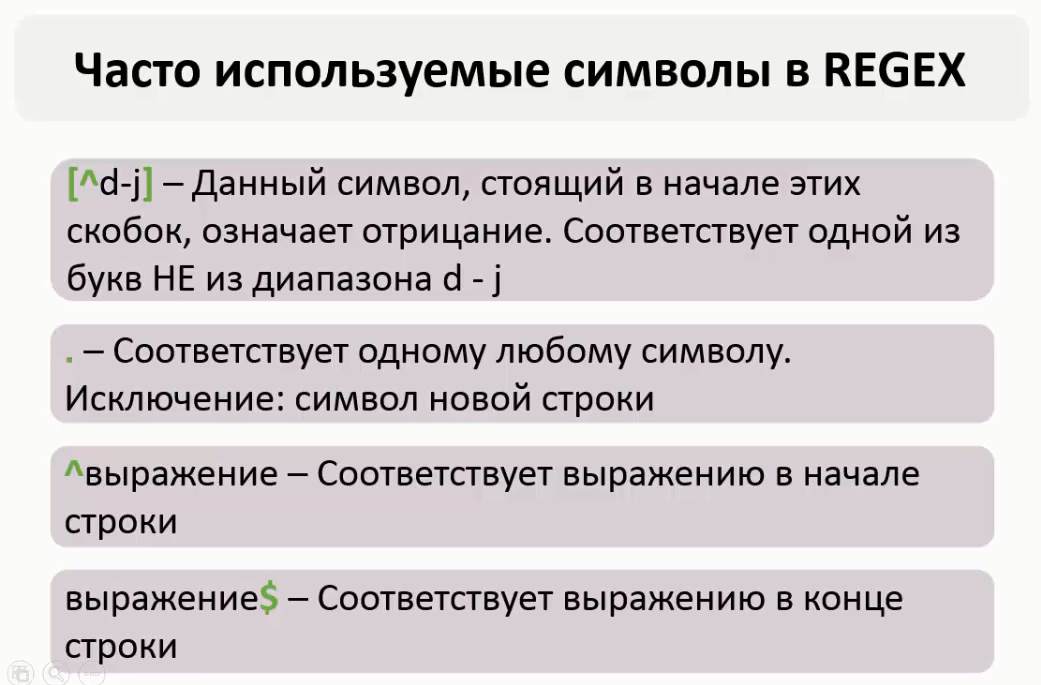 Часто используемые символы в REGEX
[^d-j] – Данный символ, стоящий в начале этих
скобок, означает отрицание. Соответствует одной из
букв НЕ из диапазона d - j
. – Соответствует одному любому символу.
Исключение: символ новой строки
^выражение – Соответствует выражению в начале
строки
выражение$ – Соответствует выражению в конце
строки